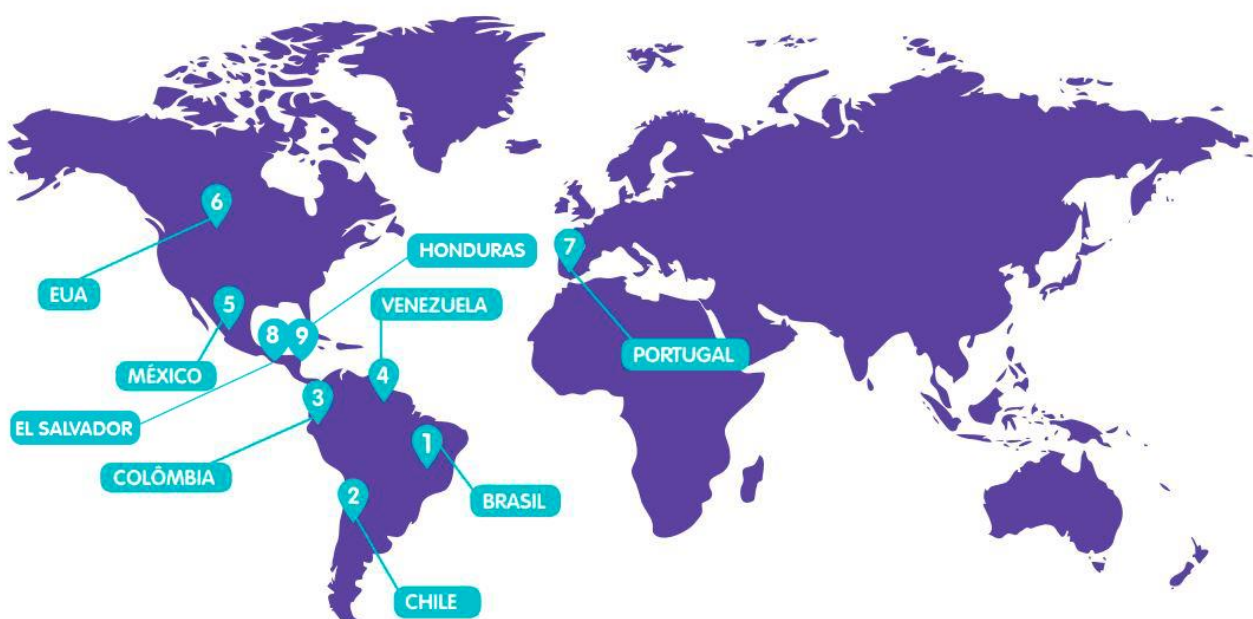 6
HONDURAS
7
EUA
VENEZUELA
5
8
9
PORTUGAL
MÉXICO
4
3
EL SALVADOR
1
COLÔMBIA
2
BRASIL
CHILE